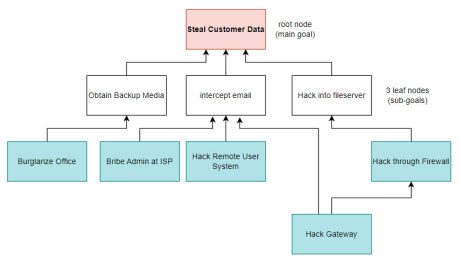 Steal Customer Data
root node
(main goal)
Obtain Backup Media
intercept email
Hack into fileserver
3 leaf nodes
(sub-goals)
Burglarize Office
Bribe Admin at ISP
Hack Remote User
System
Hack through Firewall
Hack Gateway